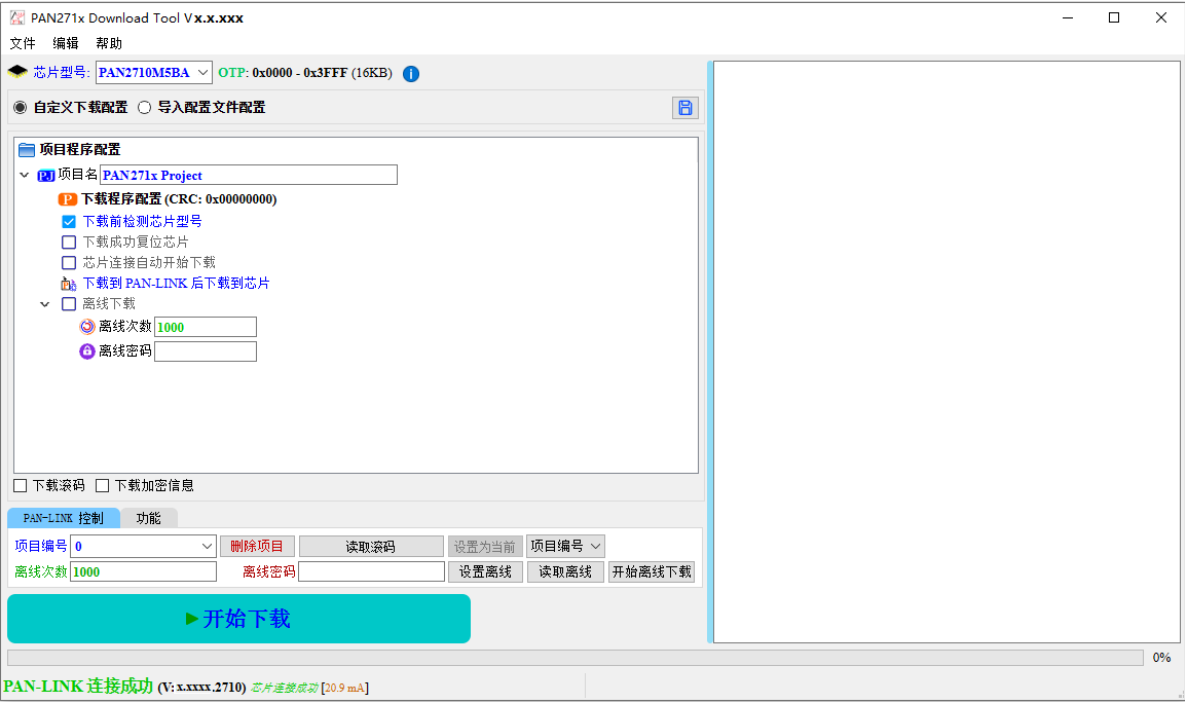 PAN271x Download Tool Vx.x.xxx
文件 编辑 帮助
芯片型号: PAN2710M5BA OTP: 0x0000 - 0x3FFF (16KB)
自定义下载配置 导入配置文件配置
项目程序配置
项目名 PAN271x Project
下载程序配置 (CRC: 0x00000000)
下载前检测芯片型号
下载成功复位芯片
芯片连接自动开始下载
下载到 PAN-LINK 后下载到芯片
离线下载
离线次数 1000
离线密码
下载滚码 下载加密信息
PAN-LINK 控制 功能
项目编号 0 删除项目 读取滚码 设置为当前 项目编号
离线次数 1000 离线密码 设置离线 读取离线 开始离线下载
开始下载
0%
PAN-LINK 连接成功 (V: x.xxxx.2710) 芯片连接成功 [20.9 mA]